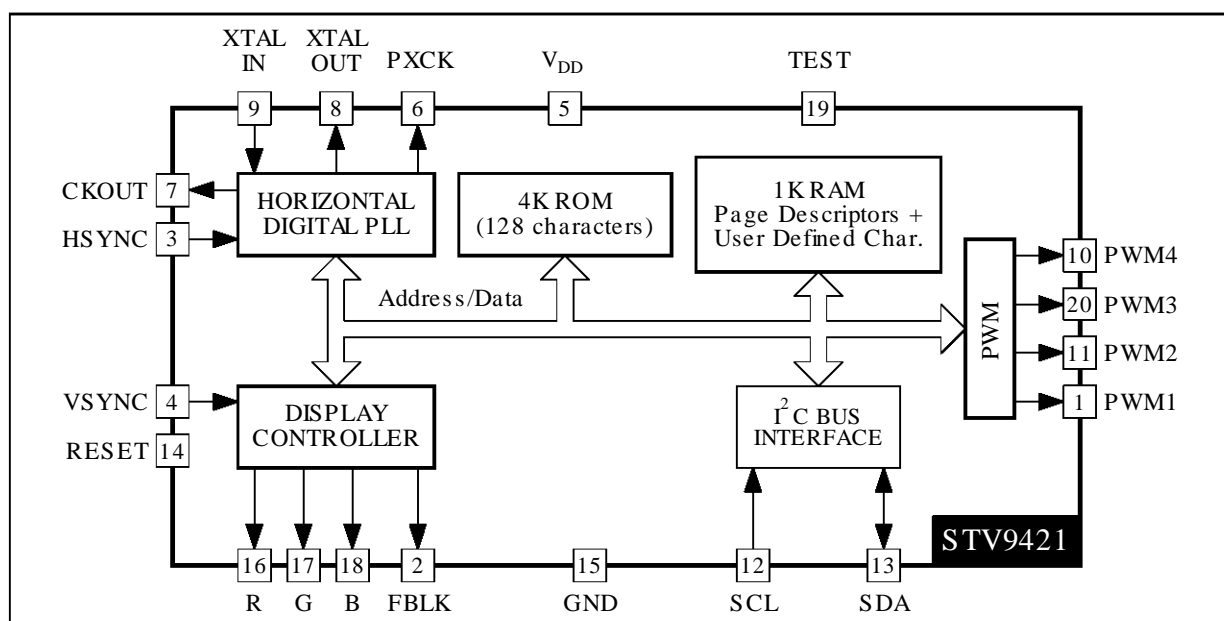 XTAL IN
XTAL OUT
PXCK
V_DD
TEST
9
8
6
5
19
CKOUT 7
HSYNC 3
HORIZONTAL
DIGITAL PLL
4K ROM
(128 characters)
1K RAM
Page Descriptors +
User Defined Char.
Address/Data
PWM
10 PWM4
20 PWM3
11 PWM2
1 PWM1
VSYNC 4
RESET 14
DISPLAY
CONTROLLER
I²C BUS
INTERFACE
STV9421
16
17
18
2
15
12
13
R
G
B
FBLK
GND
SCL
SDA